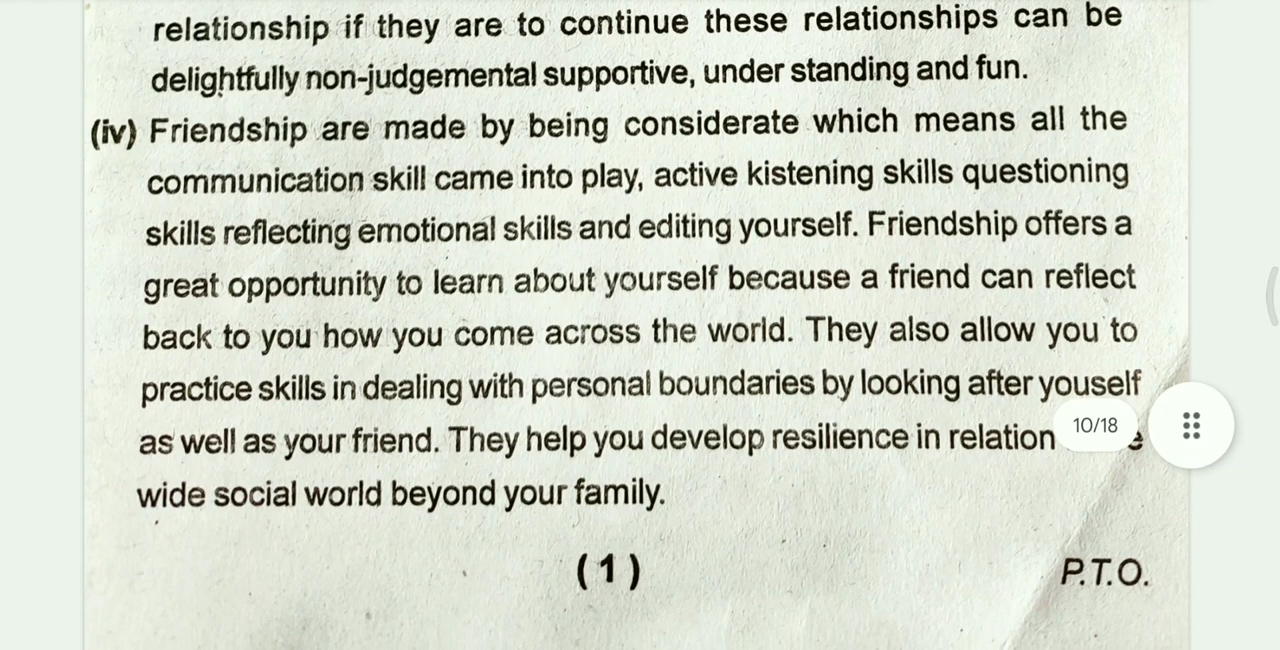 relationship if they are to continue these relationships can be
delightfully non-judgemental supportive, under standing and fun.
(iv) Friendship are made by being considerate which means all the
communication skill came into play, active kistening skills questioning
skills reflecting emotional skills and editing yourself. Friendship offers a
great opportunity to learn about yourself because a friend can reflect
back to you how you come across the world. They also allow you to
practice skills in dealing with personal boundaries by looking after youself
as well as your friend. They help you develop resilience in relation
10/18
wide social world beyond your family.
(1)
P.T.O.